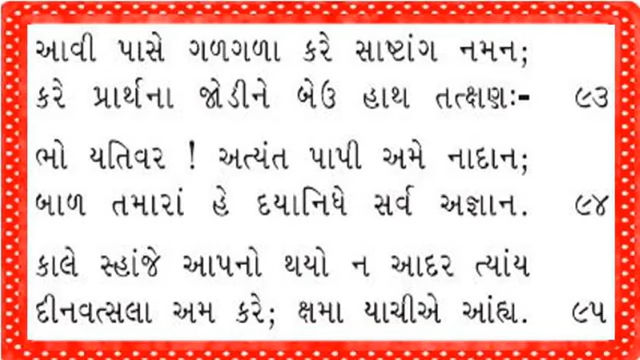 આવી પાસે ગળગળા કરે સાષ્ટાંગ નમન;
કરે પ્રાર્થના જોડીને બેઉ હાથ તત્ક્ષણઃ- ૯૩
ભો યતિવર ! અત્યંત પાપી અમે નાદાન;
બાળ તમારાં હે દયાનિધે સર્વ અજ્ઞાન. ૯૪
કાલે સ્હાંજે આપનો થયો ન આદર ત્યાંય
દીનવત્સલા અમ કરે; ક્ષમા યાચીએ આંહ્ય. ૯૫